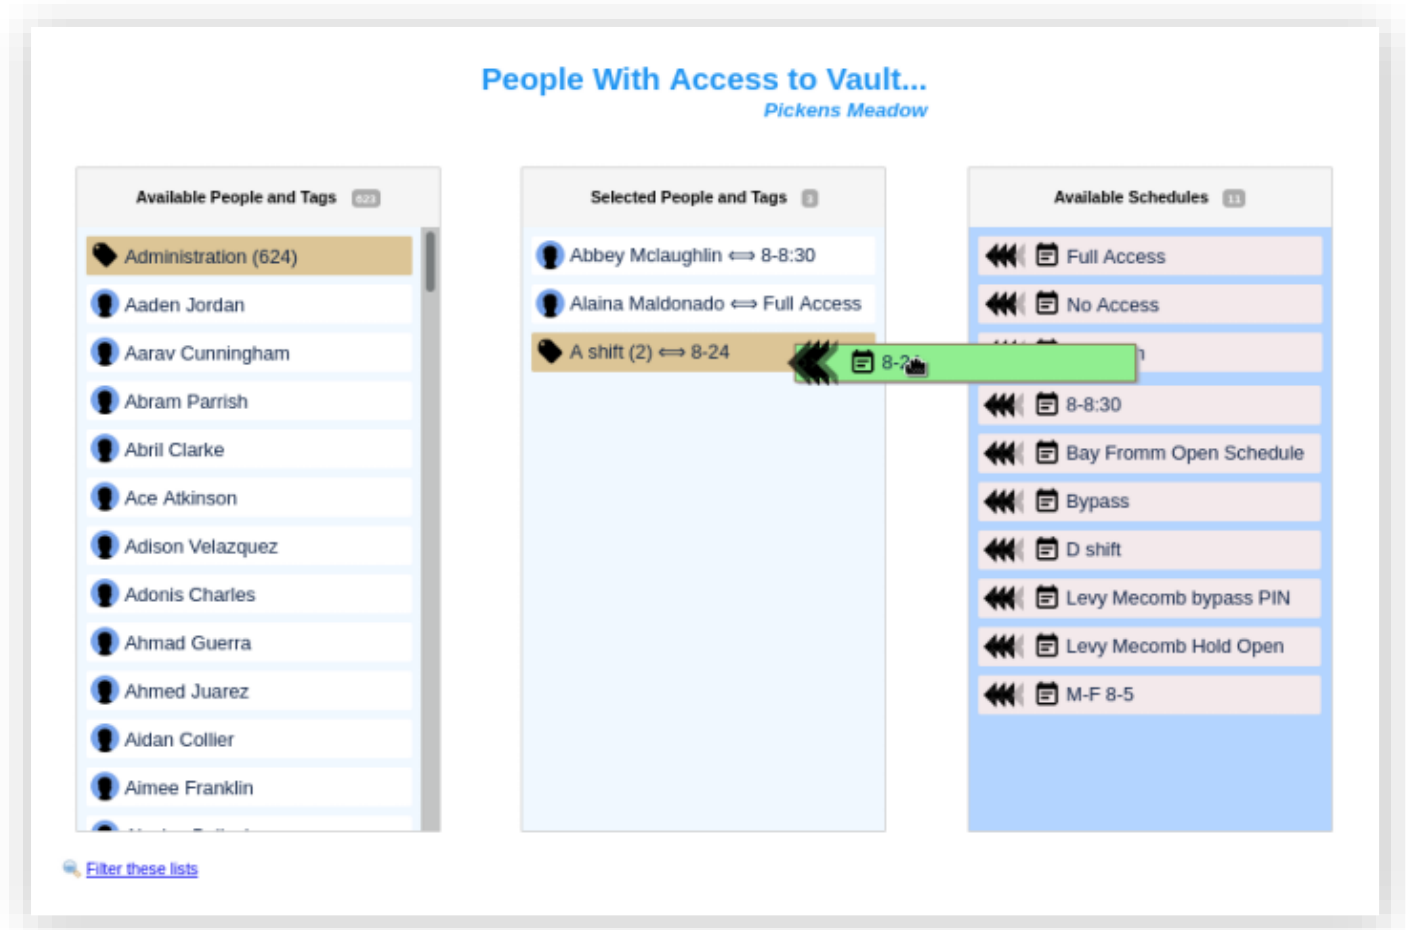 People With Access to Vault...
Pickens Meadow
Available People and Tags 623
Administration (624)
Aaden Jordan
Aarav Cunningham
Abram Parrish
Abril Clarke
Ace Atkinson
Adison Velazquez
Adonis Charles
Ahmad Guerra
Ahmed Juarez
Aidan Collier
Aimee Franklin
Selected People and Tags 3
Abbey Mclaughlin ⟺ 8-8:30
Alaina Maldonado ⟺ Full Access
A shift (2) ⟺ 8-24
Available Schedules 11
Full Access
No Access
8-8:30
Bay Fromm Open Schedule
Bypass
D shift
Levy Mecomb bypass PIN
Levy Mecomb Hold Open
M-F 8-5
Filter these lists